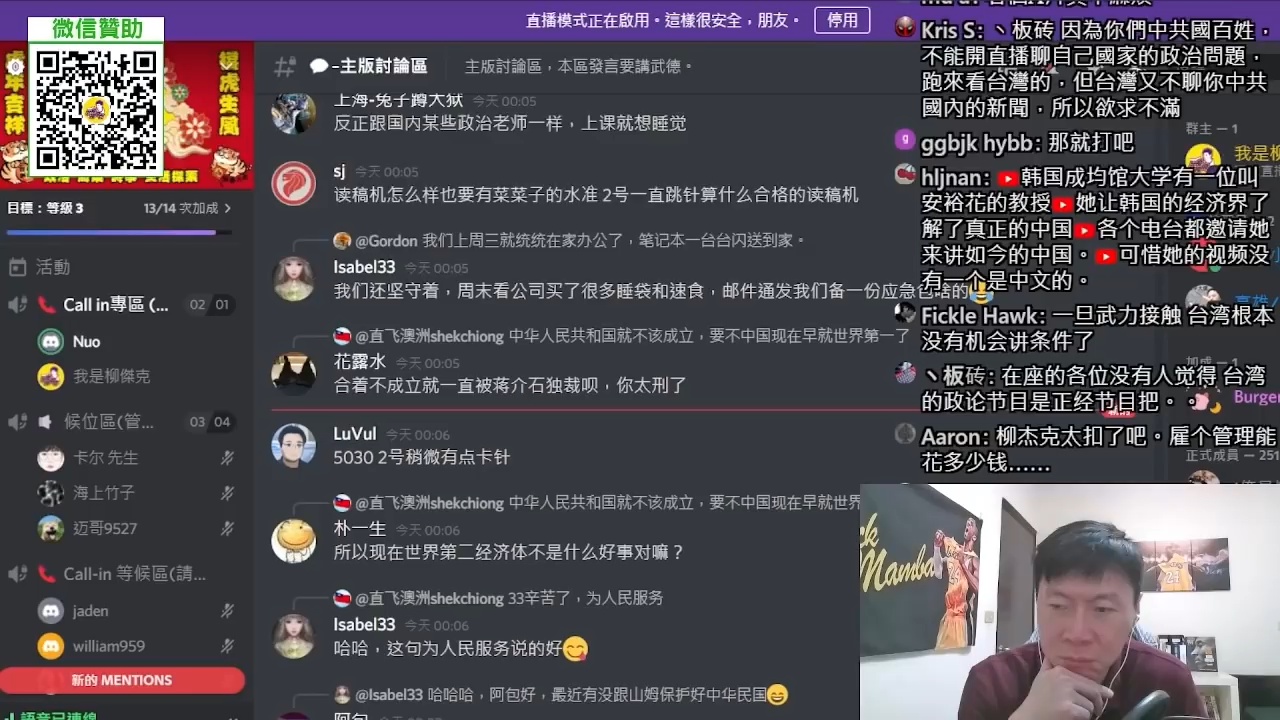 微信贊助
虎年吉祥
龍虎生風
直播模式正在啟用。這樣很安全，朋友。
停用
目標：等級 3
13/14 次加成
活動
Call in專區 (...
02 01
Nuo
我是柳傑克
候位區(管...
03 04
卡尔 先生
海上竹子
迈哥9527
Call-in 等候區(請...
jaden
william959
新的 MENTIONS
語音已連線
-主版討論區
主版討論區，本區發言要講武德。
上海-兔子蹲大狱 今天 00:05
反正跟国内某些政治老师一样，上课就想睡觉
sj 今天 00:05
读稿机怎么样也要有菜菜子的水准 2号一直跳针算什么合格的读稿机
@Gordon 我们上周三就统统在家办公了，笔记本一台台闪送到家。
Isabel33 今天 00:05
我们还坚守着，周末看公司买了很多睡袋和速食，邮件通发我们备一份应急包啥的
@直飞澳洲shekchiong 中华人民共和国就不该成立，要不中国现在早就世界第一了
花露水 今天 00:05
合着不成立就一直被蒋介石独裁呗，你太刑了
LuVul 今天 00:06
5030 2号稍微有点卡针
@直飞澳洲shekchiong 中华人民共和国就不该成立，要不中国现在早就世界
朴一生 今天 00:06
所以现在世界第二经济体不是什么好事对嘛？
@直飞澳洲shekchiong 33辛苦了，为人民服务
Isabel33 今天 00:06
哈哈，这句为人民服务说的好😋
@Isabel33 哈哈哈，阿包好，最近有没跟山姆保护好中华民国😄
Kris S: 丶板砖 因為你們中共國百姓，
不能開直播聊自己國家的政治問題，
跑來看台灣的，但台灣又不聊你中共
國內的新聞，所以欲求不滿
群主 — 1
我是柳
ggbjk hybb: 那就打吧
hljnan: 韩国成均馆大学有一位叫
安裕花的教授 她让韩国的经济界了
解了真正的中国 各个电台都邀请她
来讲如今的中国。 可惜她的视频没
有一个是中文的。
Fickle Hawk: 一旦武力接触 台湾根本
没有机会讲条件了
加成 — 1
丶板砖: 在座的各位没有人觉得 台湾
的政论节目是正经节目把。。
Burger
Aaron: 柳杰克太扣了吧。雇个管理能
花多少钱......
正式成員 — 251
Mamba
24